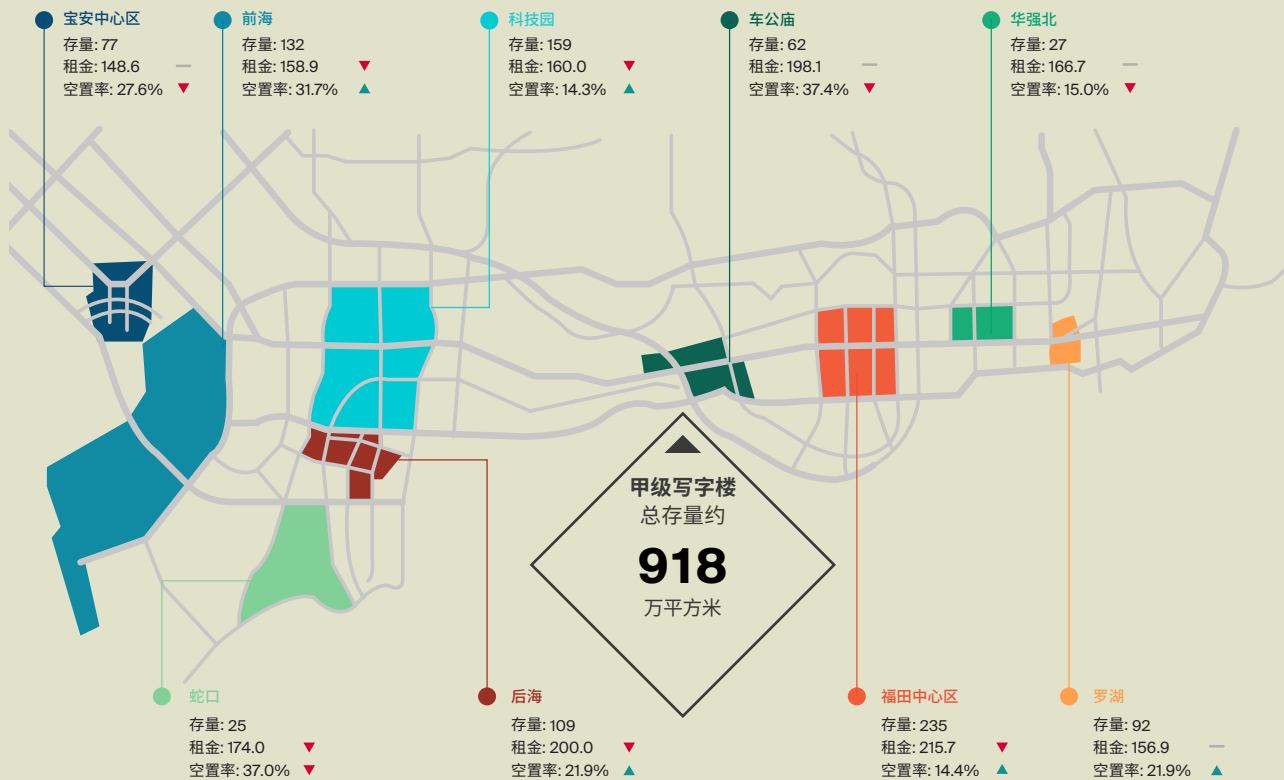 宝安中心区
存量: 77
租金: 148.6
空置率: 27.6%
前海
存量: 132
租金: 158.9
空置率: 31.7%
科技园
存量: 159
租金: 160.0
空置率: 14.3%
车公庙
存量: 62
租金: 198.1
空置率: 37.4%
华强北
存量: 27
租金: 166.7
空置率: 15.0%
甲级写字楼
总存量约
918
万平方米
蛇口
存量: 25
租金: 174.0
空置率: 37.0%
后海
存量: 109
租金: 200.0
空置率: 21.9%
福田中心区
存量: 235
租金: 215.7
空置率: 14.4%
罗湖
存量: 92
租金: 156.9
空置率: 21.9%